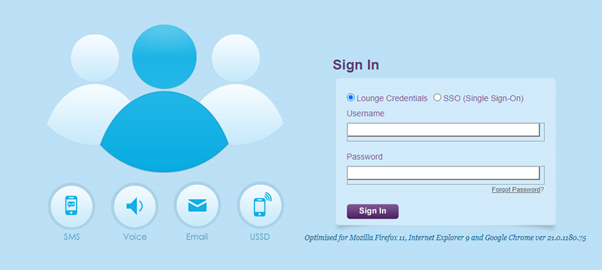 Sign In
Lounge Credentials SSO (Single Sign-On)
Username
Password
Forgot Password?
Sign In
SMS Voice Email USSD
Optimised for Mozilla Firefox 11, Internet Explorer 9 and Google Chrome ver 21.0.1180.75